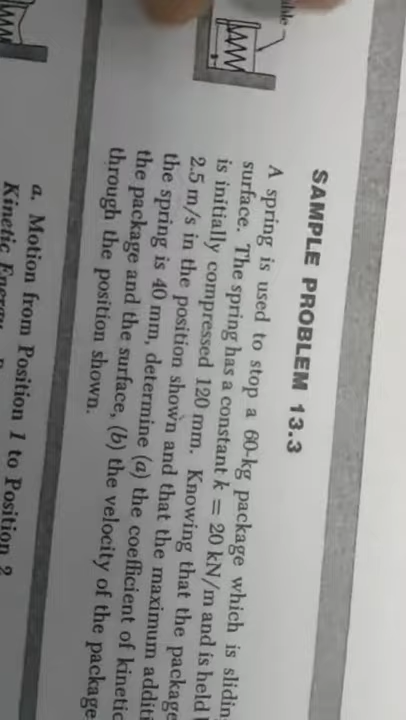 SAMPLE PROBLEM 13.3
A spring is used to stop a 60-kg package which is
surface. The spring has a constant k = 20 kN/m and is held
is initially compressed 120 mm. Knowing that the package
2.5 m/s in the position shown and that the maximum
the spring is 40 mm, determine (a) the coefficient of kinetic
the package and the surface, (b) the velocity of the package
through the position shown.
a. Motion from Position 1 to Position 2
Kinetic Energy.